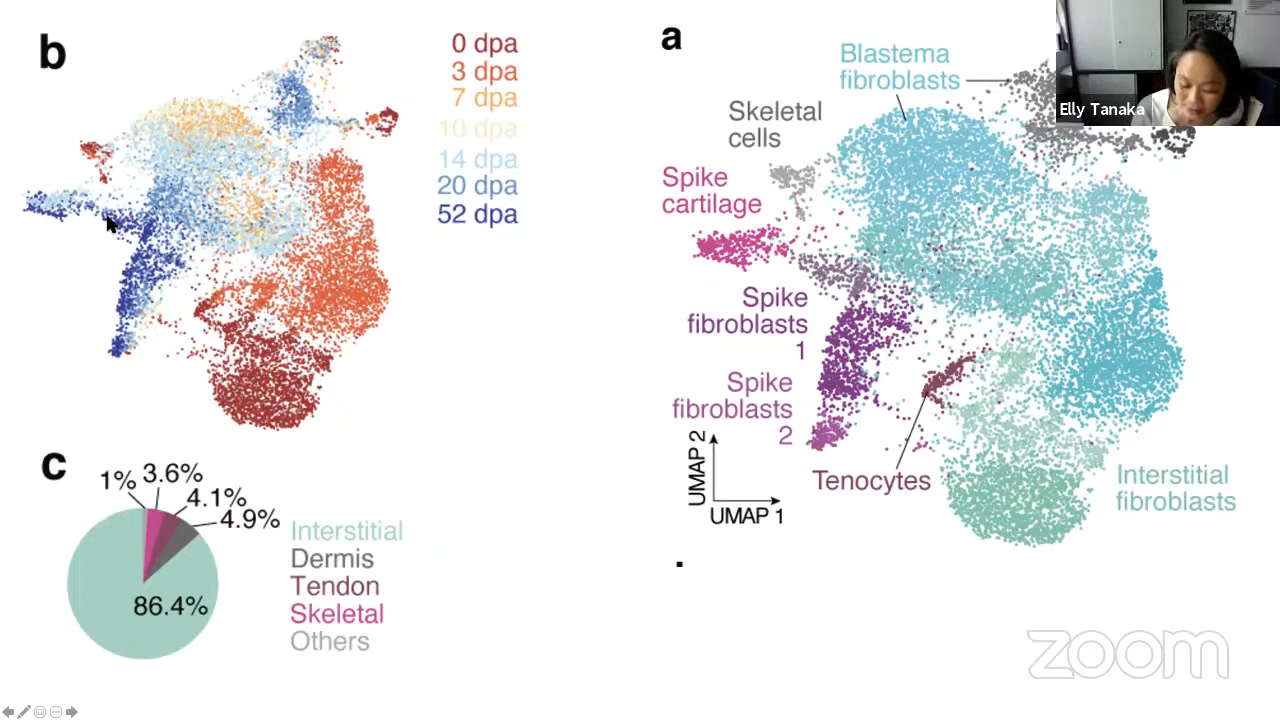 b
0 dpa
3 dpa
7 dpa
10 dpa
14 dpa
20 dpa
52 dpa
c
1%
3.6%
4.1%
4.9%
86.4%
Interstitial
Dermis
Tendon
Skeletal
Others
a
Blastema
fibroblasts
Skeletal
cells
Spike
cartilage
Spike
fibroblasts
1
Spike
fibroblasts
2
UMAP 2
UMAP 1
Tenocytes
Interstitial
fibroblasts
Elly Tanaka
zoom